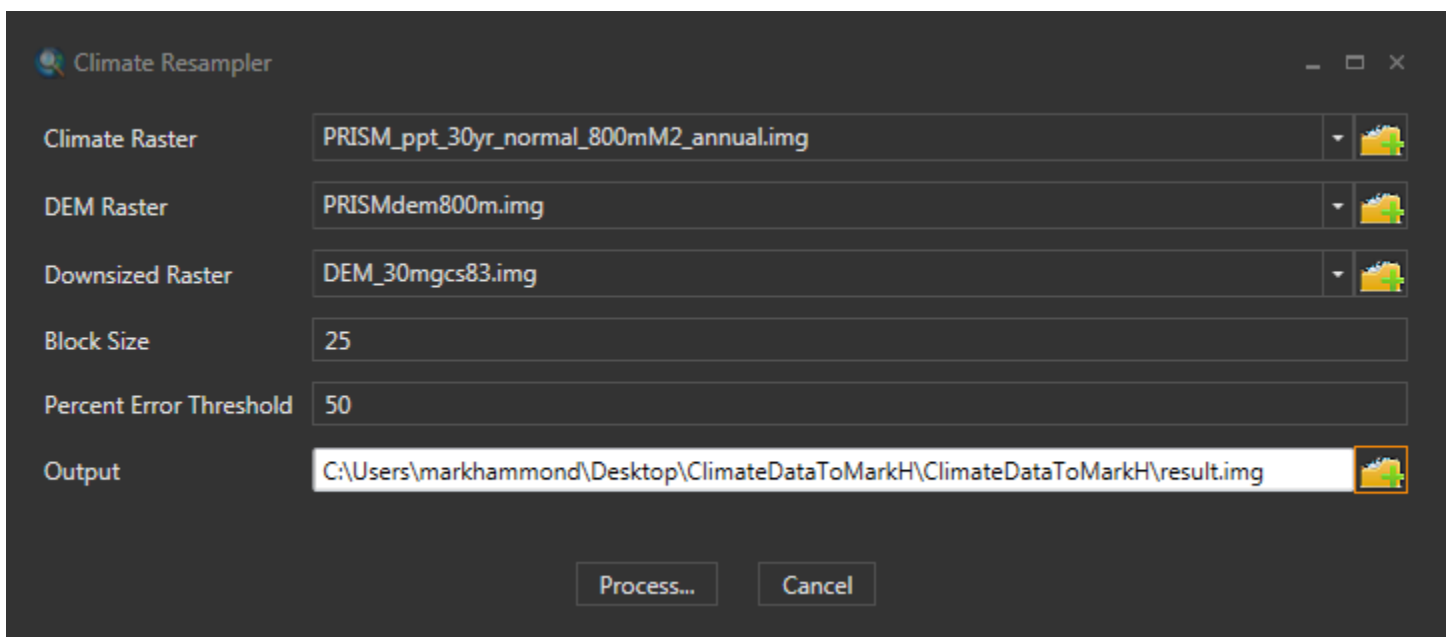 Climate Resampler
Climate Raster PRISM_ppt_30yr_normal_800mM2_annual.img
DEM Raster PRISMdem800m.img
Downsized Raster DEM_30mgcs83.img
Block Size 25
Percent Error Threshold 50
Output C:\Users\markhammond\Desktop\ClimateDataToMarkH\ClimateDataToMarkH\result.img
Process... Cancel